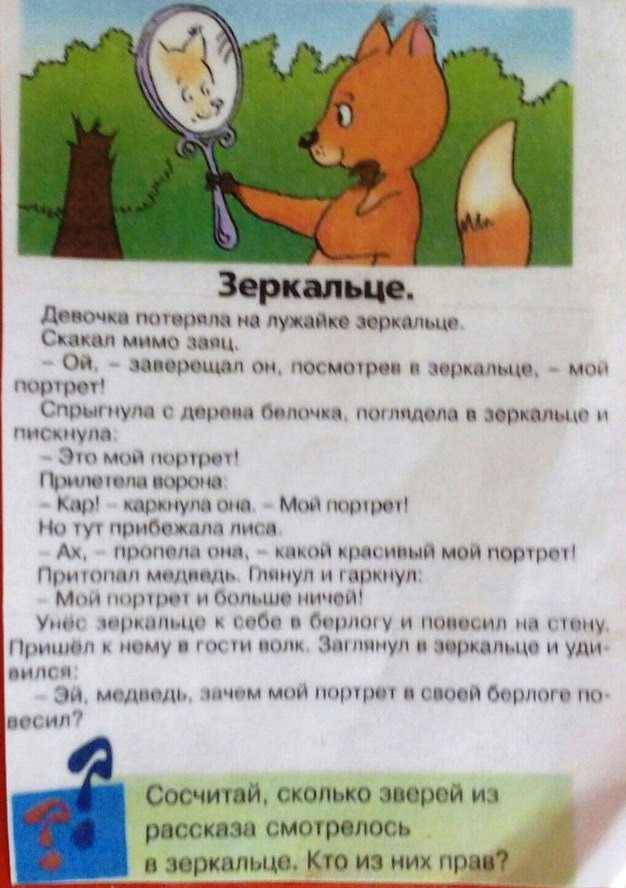 Зеркальце.
Девочка потеряла на лужайке зеркальце.
Скакал мимо заяц.
– Ой, – заверещал он, посмотрев в зеркальце, – мой
портрет!
Спрыгнула с дерева белочка, поглядела в зеркальце и
пискнула:
– Это мой портрет!
Прилетела ворона:
– Кар! – каркнула она. – Мой портрет!
Но тут прибежала лиса.
– Ах, – пропела она, – какой красивый мой портрет!
Притопал медведь. Глянул и гаркнул:
– Мой портрет и больше ничей!
Унёс зеркальце к себе в берлогу и повесил на стену.
Пришёл к нему в гости волк. Заглянул в зеркальце и уди-
вился:
– Эй, медведь, зачем мой портрет в своей берлоге по-
весил?
Сосчитай, сколько зверей из
рассказа смотрелось
в зеркальце. Кто из них прав?